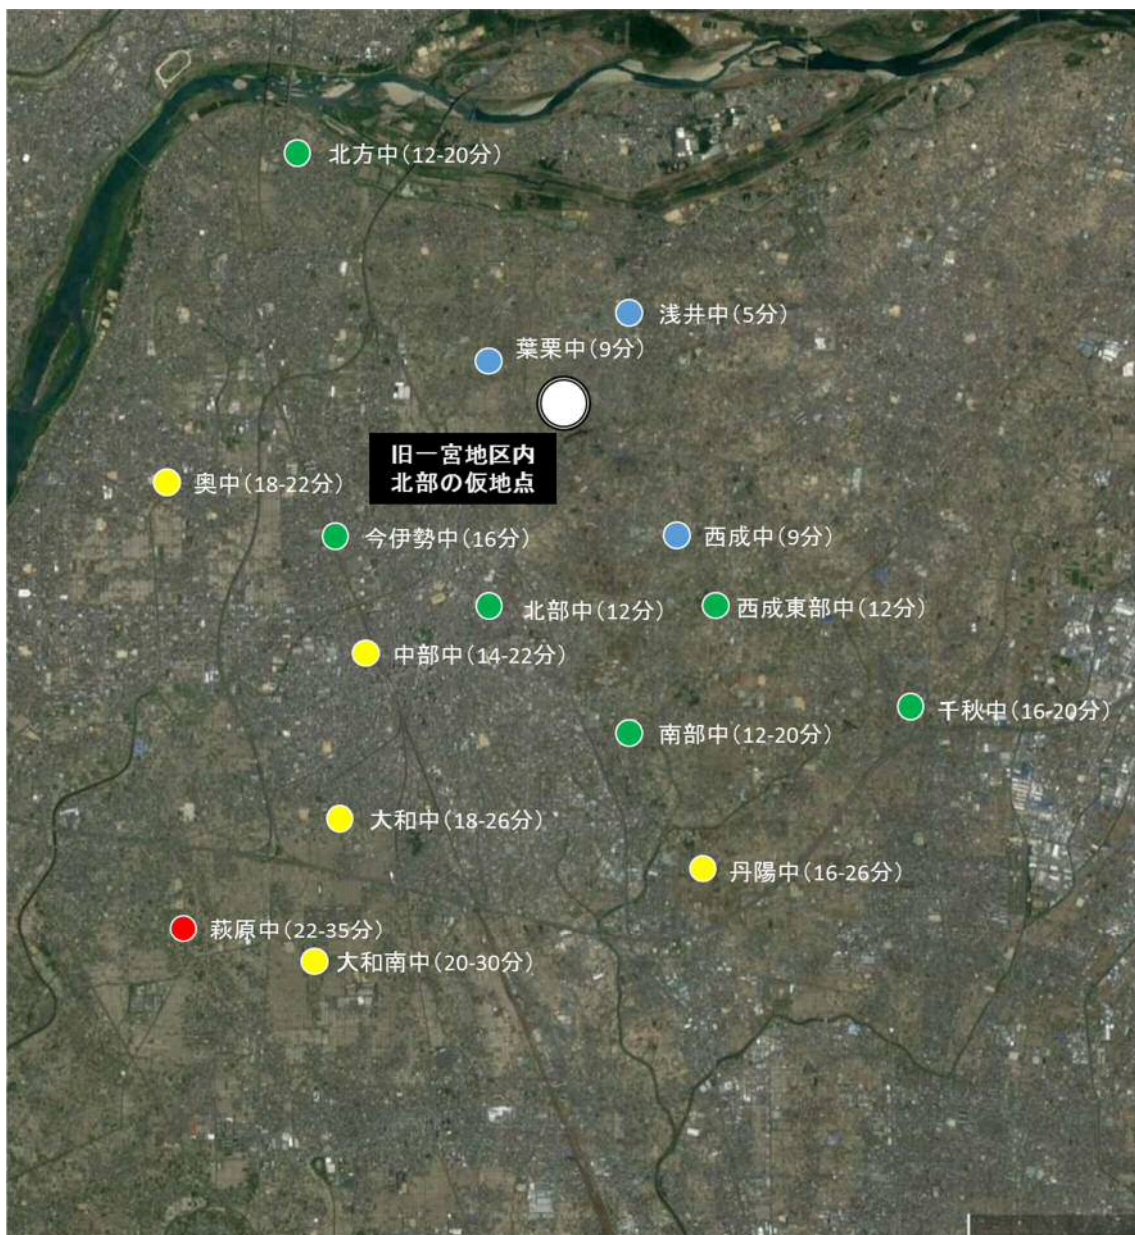 北方中（12-20分）
浅井中（5分）
葉栗中（9分）
旧一宮地区内
北部の仮地点
奥中（18-22分）
今伊勢中（16分）
西成中（9分）
北部中（12分）
西成東部中（12分）
中部中（14-22分）
千秋中（16-20分）
南部中（12-20分）
大和中（18-26分）
丹陽中（16-26分）
萩原中（22-35分）
大和南中（20-30分）